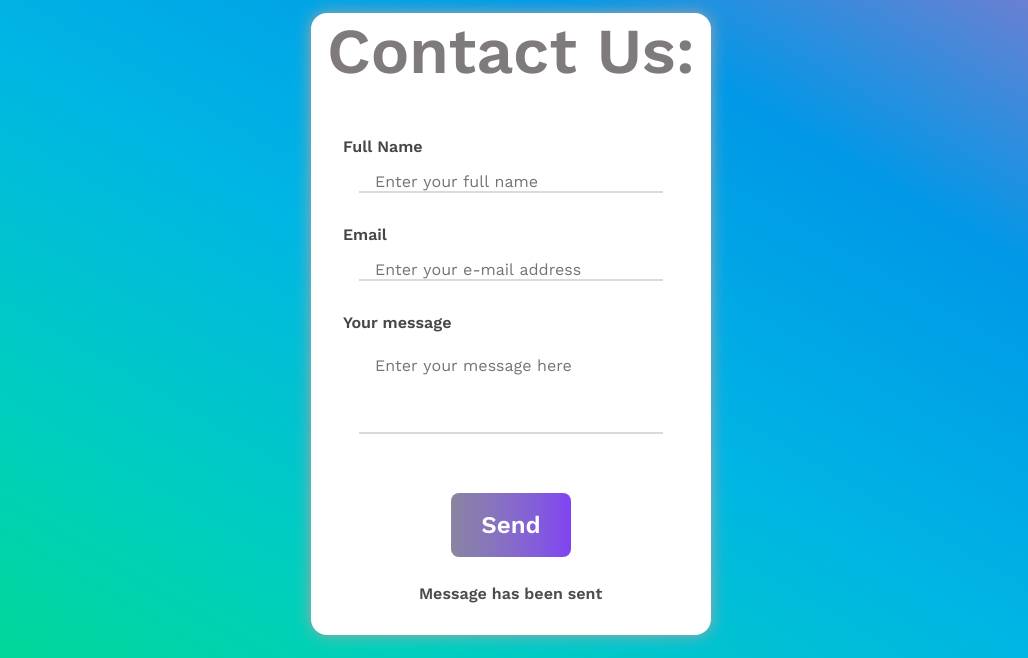 Contact Us:
Full Name
Enter your full name
Email
Enter your e-mail address
Your message
Enter your message here
Send
Message has been sent